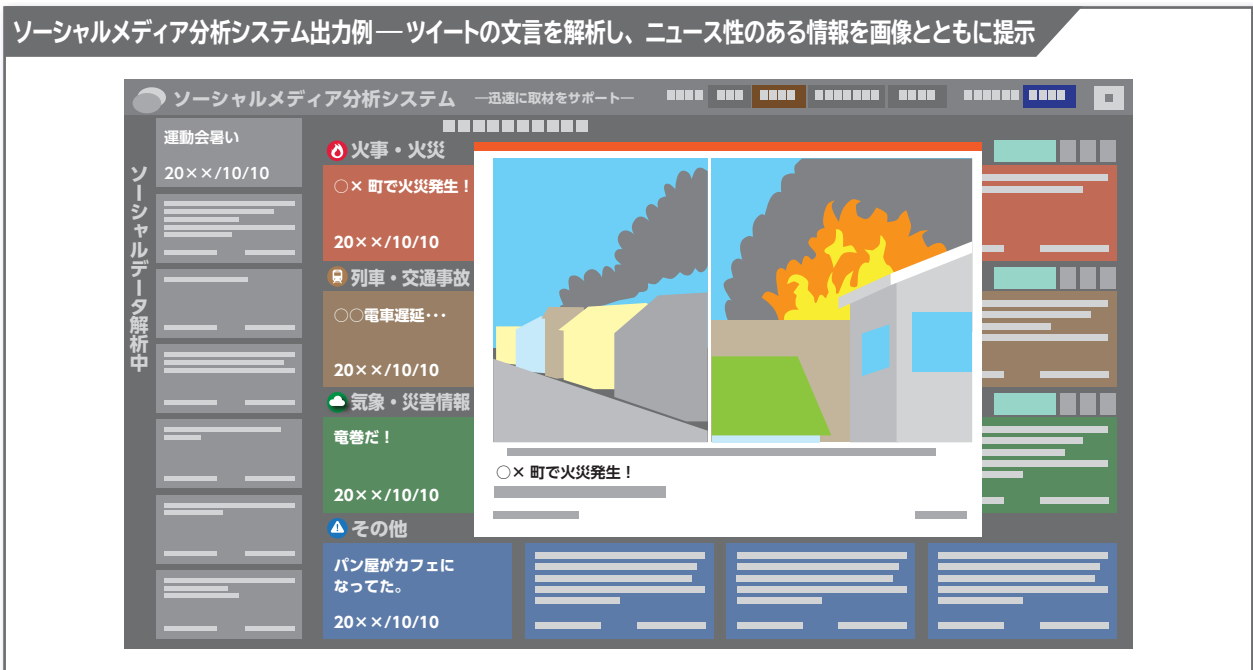 ソーシャルメディア分析システム出力例―ツイートの文言を解析し、ニュース性のある情報を画像とともに提示
ソーシャルメディア分析システム ―迅速に取材をサポート―
ソーシャルデータ解析中
運動会暑い
20××/10/10
火事・火災
○× 町で火災発生！
20××/10/10
列車・交通事故
○○電車遅延・・・
20××/10/10
気象・災害情報
竜巻だ！
20××/10/10
その他
パン屋がカフェに
なってた。
20××/10/10
○× 町で火災発生！